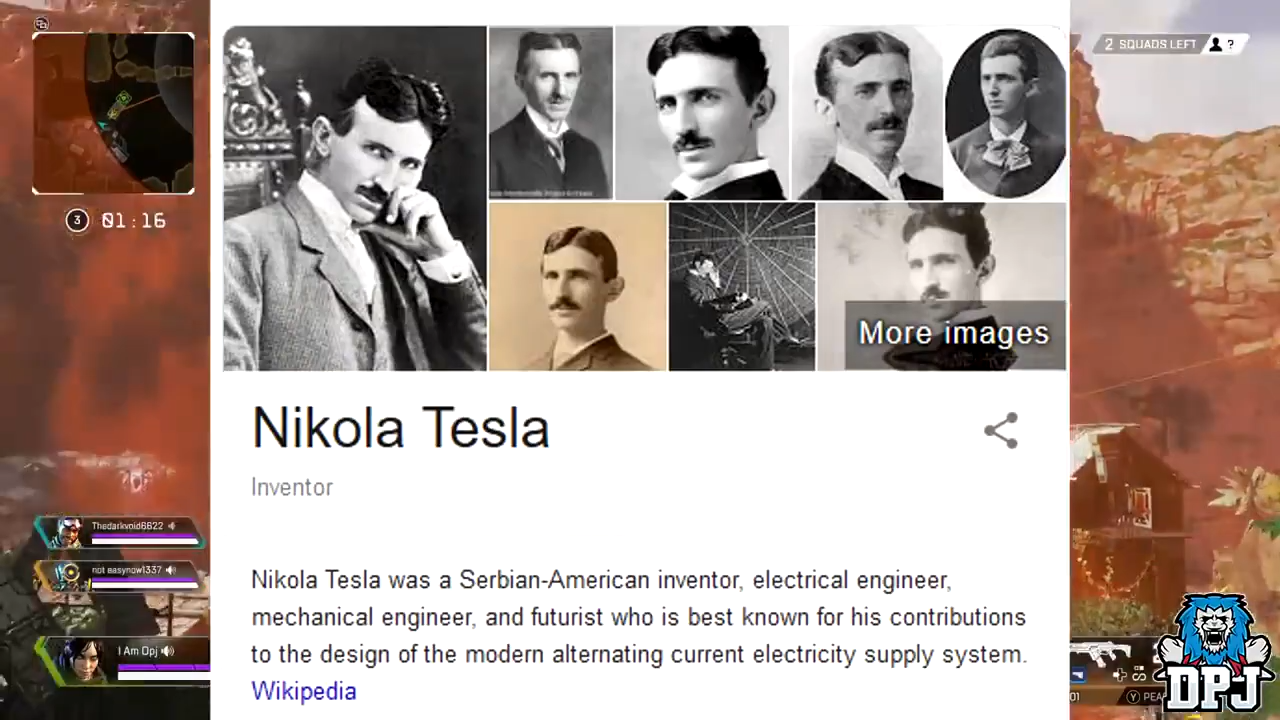 2 SQUADS LEFT ?
3 01:16
More images
Nikola Tesla
Inventor
Nikola Tesla was a Serbian-American inventor, electrical engineer,
mechanical engineer, and futurist who is best known for his contributions
to the design of the modern alternating current electricity supply system.
Wikipedia
Thedarkvoid6622
not easynow1337
I Am Dpj
Y PEA
DPJ